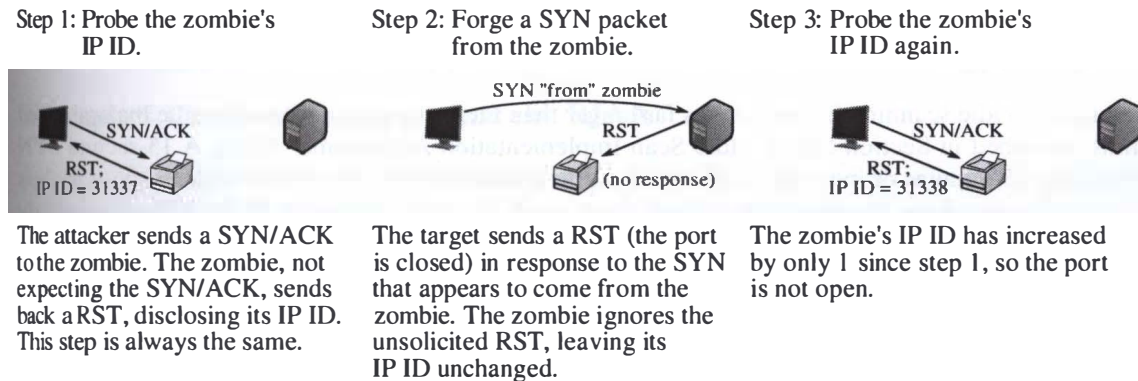 Step 1: Probe the zombie's
IP ID.
Step 2: Forge a SYN packet
from the zombie.
Step 3: Probe the zombie's
IP ID again.
SYN/ACK
RST;
IP ID = 31337
SYN "from" zombie
RST
(no response)
SYN/ACK
RST;
IP ID = 31338
The attacker sends a SYN/ACK
to the zombie. The zombie, not
expecting the SYN/ACK, sends
back a RST, disclosing its IP ID.
This step is always the same.
The target sends a RST (the port
is closed) in response to the SYN
that appears to come from the
zombie. The zombie ignores the
unsolicited RST, leaving its
IP ID unchanged.
The zombie's IP ID has increased
by only 1 since step 1, so the port
is not open.